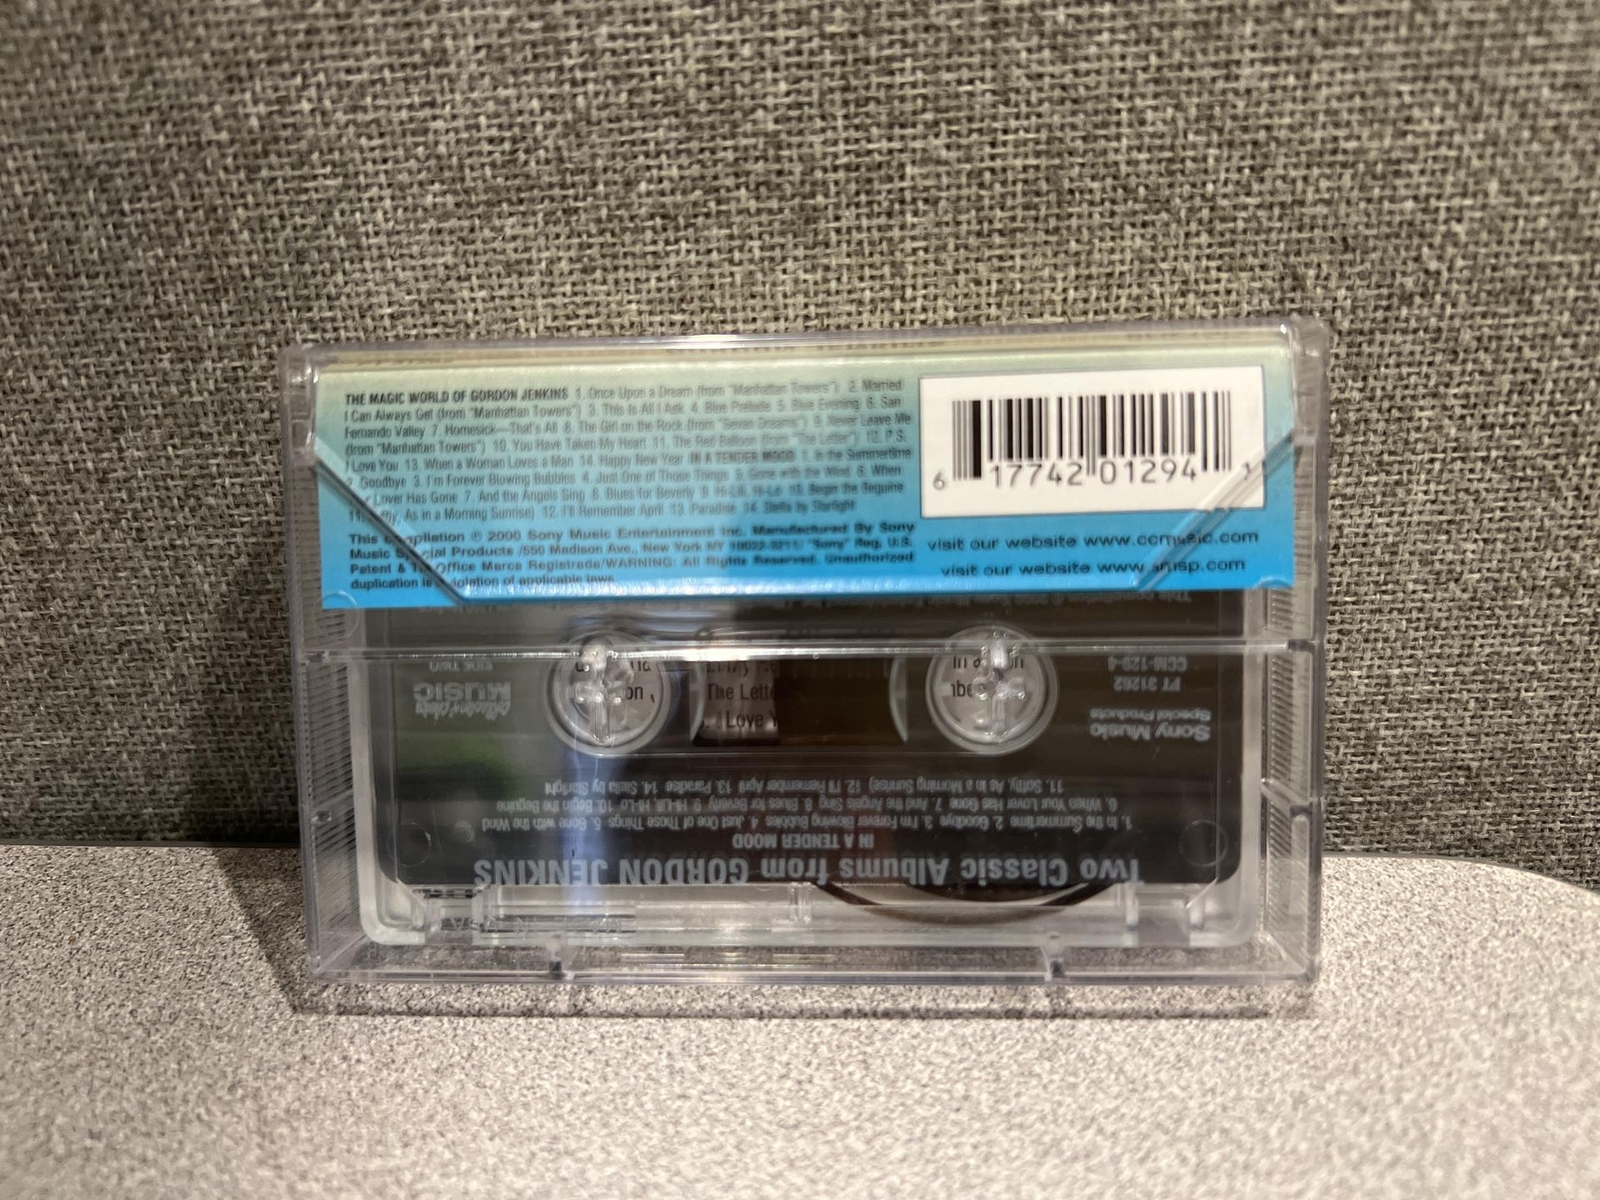 THE MAGIC WORLD OF GORDON JENKINS 1. Once Upon a Dream (from "Manhattan Towers") 2. Married
I Can Always Get (from "Manhattan Towers") 3. This Is All I Ask 4. Blue Prelude 5. Blue Evening 6. San
Fernando Valley 7. Homesick—That's All 8. The Girl on the Rock (from "Seven Dreams") 9. Never Leave Me
(from "Manhattan Towers") 10. You Have Taken My Heart 11. The Red Balloon (from "The Letter") 12. P.S.
I Love You 13. When a Woman Loves a Man 14. Happy New Year IN A TENDER MOOD 1. In the Summertime
2. Goodbye 3. I'm Forever Blowing Bubbles 4. Just One of Those Things 5. Gone with the Wind 6. When
Lover Has Gone 7. And the Angels Sing 8. Blues for Beverly 9. Hi-Lili, Hi-Lo 10. Begin the Beguine
11. As in a Morning Sunrise) 12. I'll Remember April 13. Paradise 14. Stella by Starlight
This compilation ℗ 2000 Sony Music Entertainment Inc. Manufactured By Sony
Music Special Products /550 Madison Ave., New York NY 10022-3211. "Sony" Reg. U.S.
Patent & Office Marca Registrada/WARNING: All Rights Reserved. Unauthorized
duplication is a violation of applicable laws.
6 17742 01294 1
visit our website www.ccmusic.com
visit our website www.smsp.com
SIDE TWO
Collectors' Choice
MUSIC
The Lette
Love Y
CCM-129-4
PT 31262
Sony Music
Special Products
Two Classic Albums from GORDON JENKINS
IN A TENDER MOOD
1. In the Summertime 2. Goodbye 3. I'm Forever Blowing Bubbles 4. Just One of Those Things 5. Gone with the Wind
6. When Your Lover Has Gone 7. And the Angels Sing 8. Blues for Beverly 9. Hi-Lili Hi-Lo 10. Begin the Beguine
11. Softly, As in a Morning Sunrise) 12. I'll Remember April 13. Paradise 14. Stella by Starlight